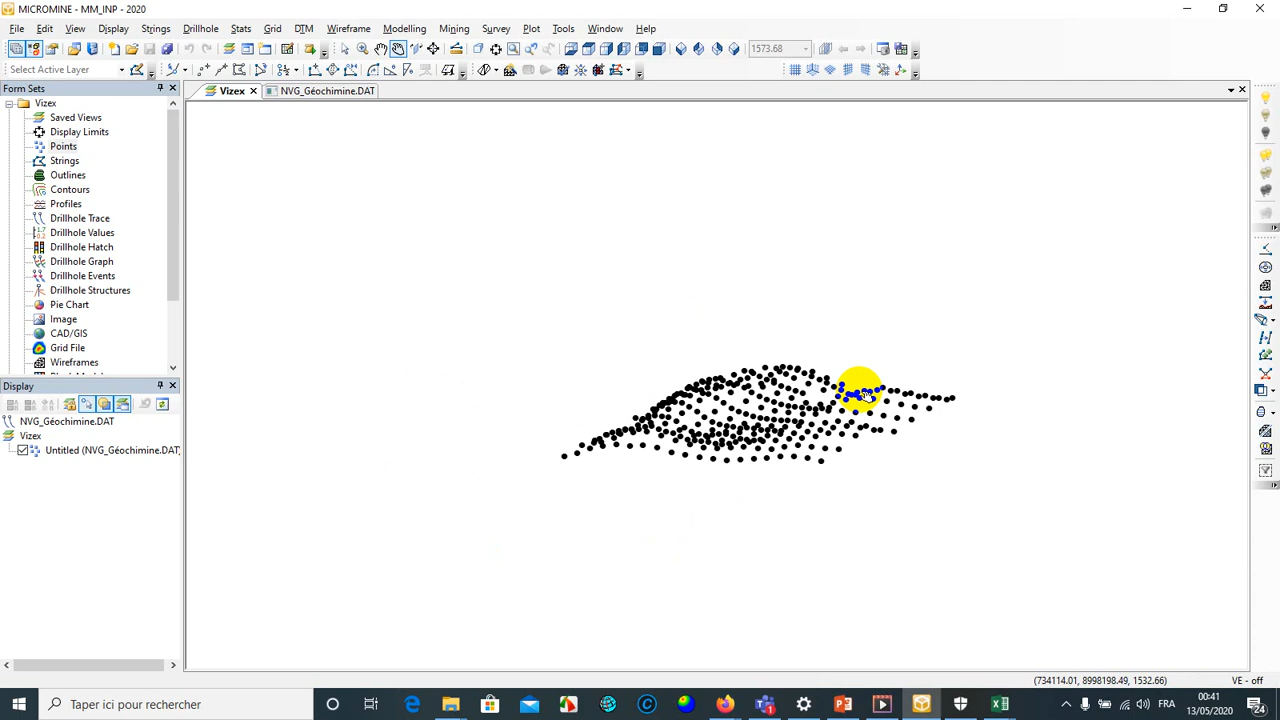 MICROMINE - MM_INP - 2020
File Edit View Display Strings Drillhole Stats Grid DTM Wireframe Modelling Mining Survey Plot Tools Window Help
1573.68
Select Active Layer
Form Sets
Vizex
Saved Views
Display Limits
Points
Strings
Outlines
Contours
Profiles
Drillhole Trace
Drillhole Values
Drillhole Hatch
Drillhole Graph
Drillhole Events
Drillhole Structures
Pie Chart
Image
CAD/GIS
Grid File
Wireframes
Display
NVG_Géochimine.DAT
Vizex
Untitled (NVG_Géochimine.DAT)
Vizex NVG_Géochimine.DAT
(734114.01, 8998198.49, 1532.66) VE - off
Taper ici pour rechercher
FRA
00:41
13/05/2020
24